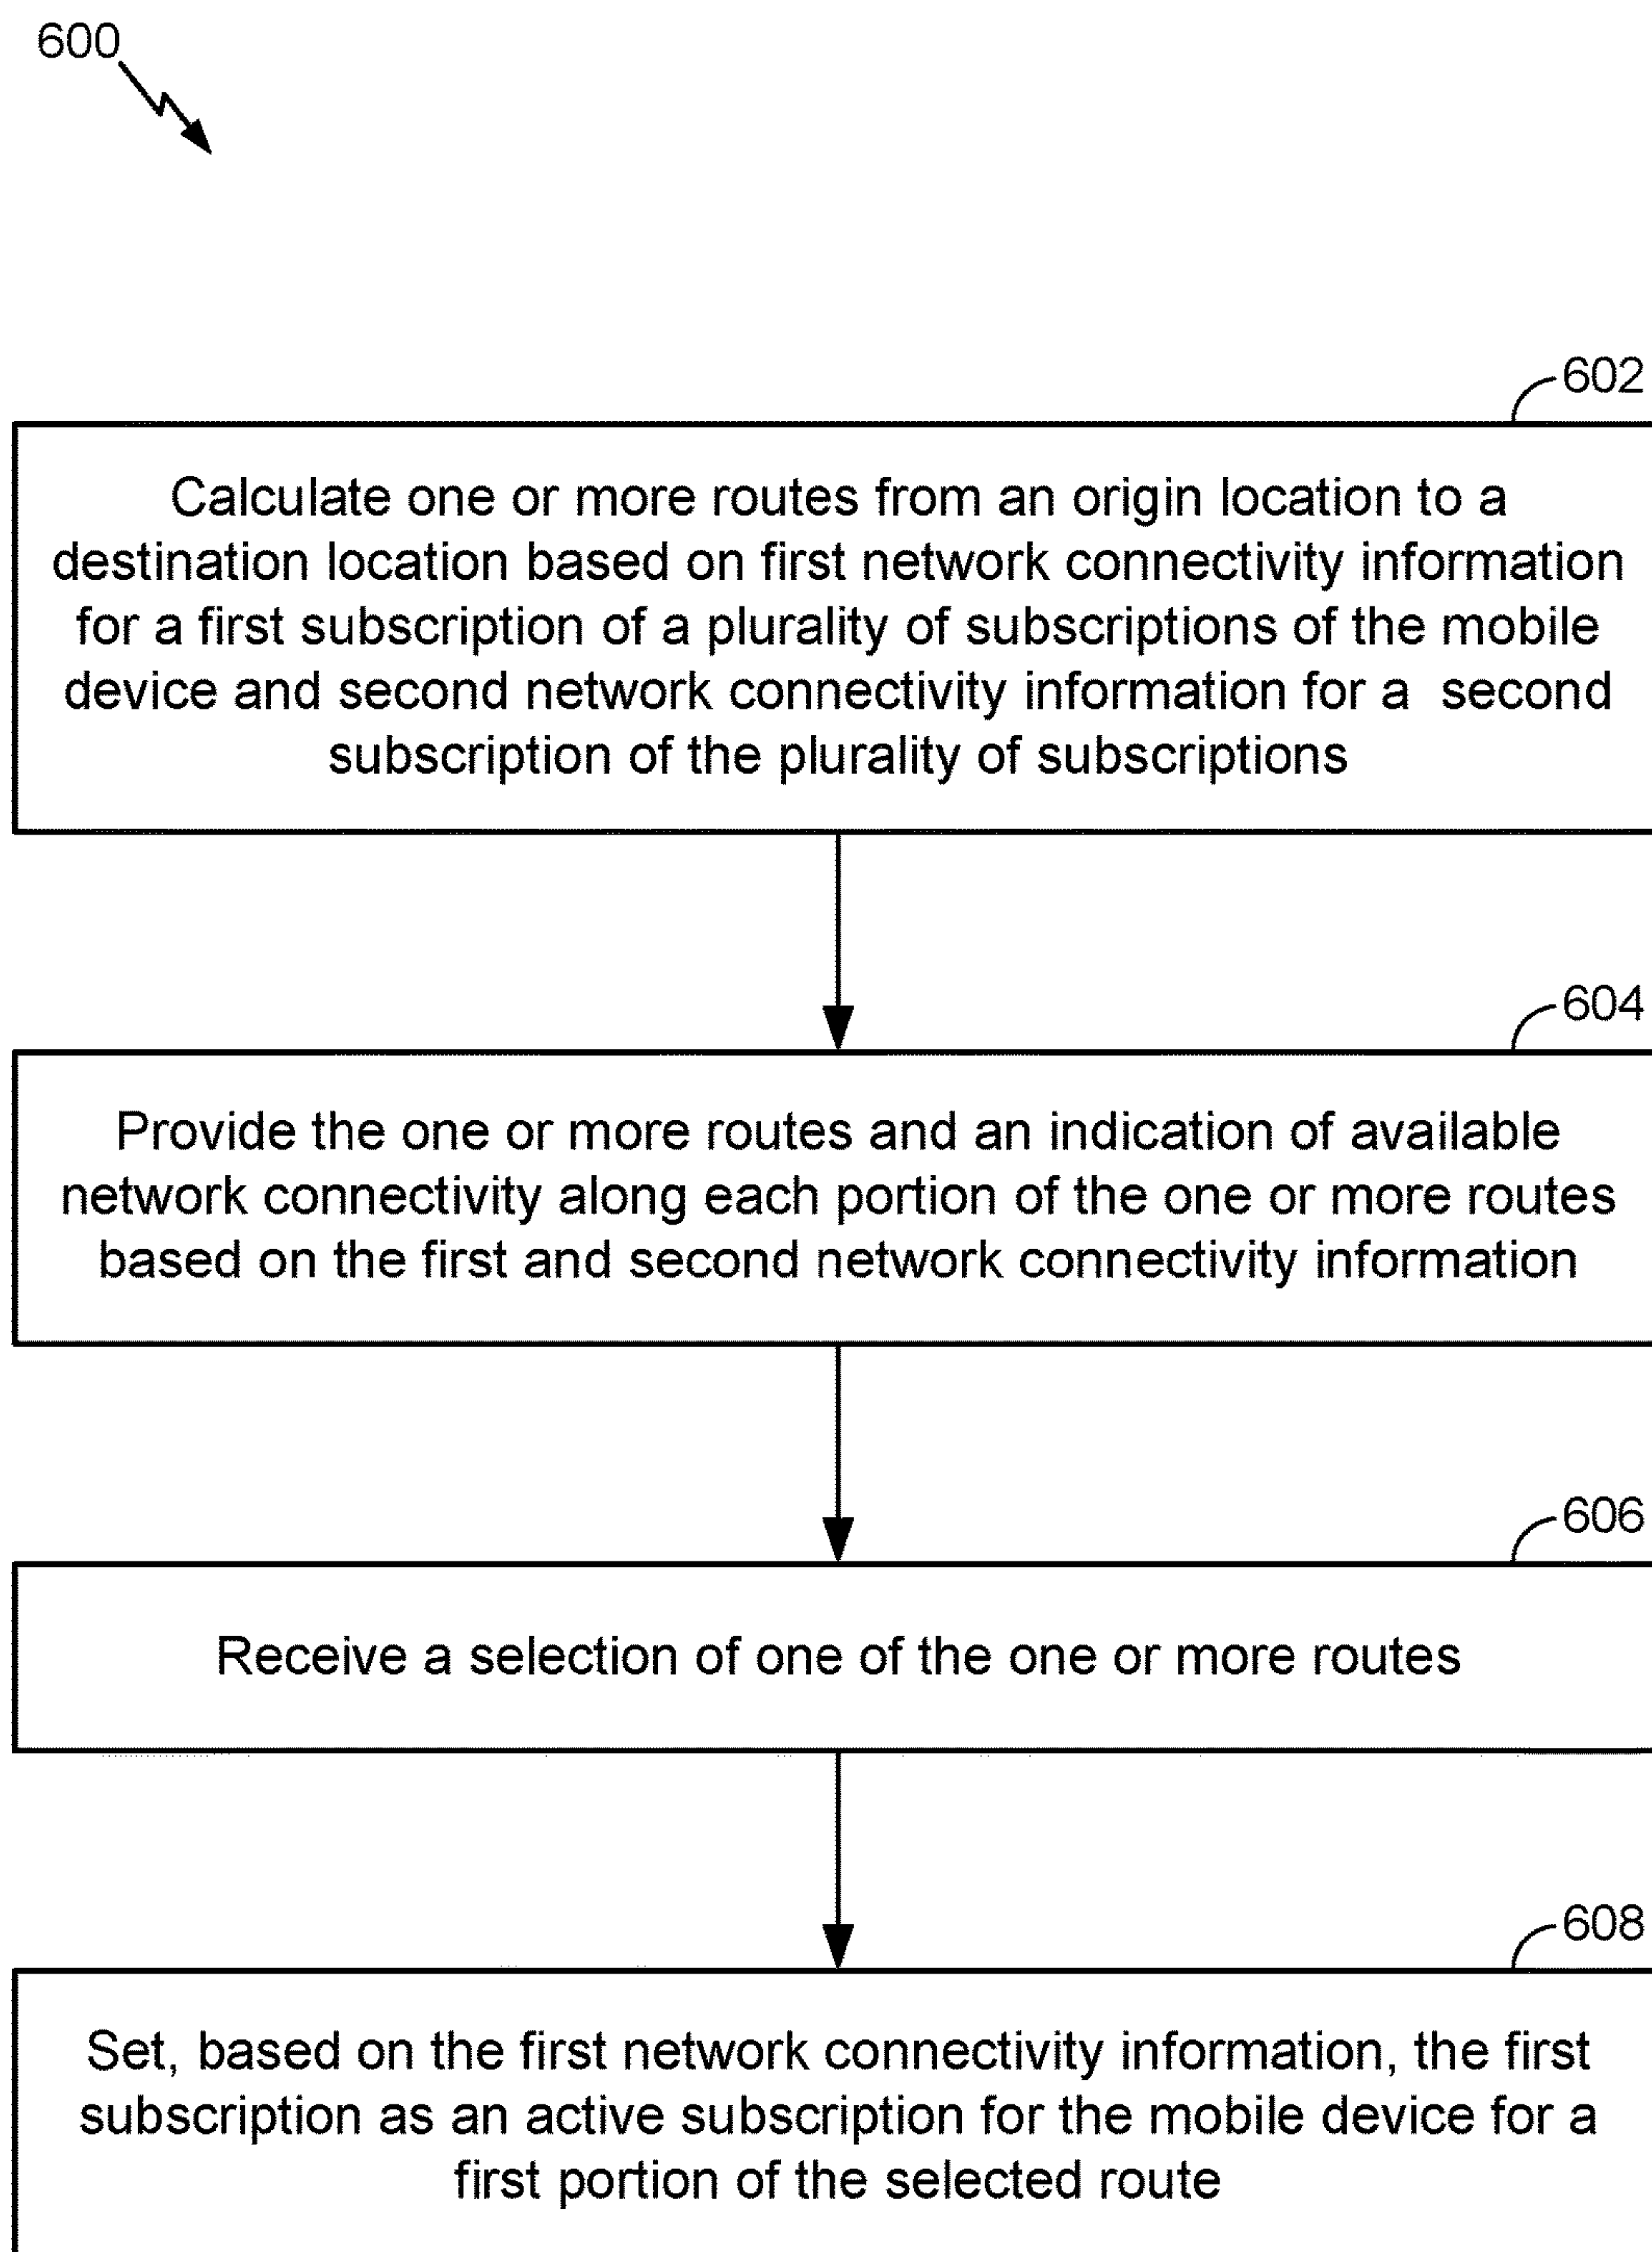 600
602
Calculate one or more routes from an origin location to a
destination location based on first network connectivity information
for a first subscription of a plurality of subscriptions of the mobile
device and second network connectivity information for a second
subscription of the plurality of subscriptions
604
Provide the one or more routes and an indication of available
network connectivity along each portion of the one or more routes
based on the first and second network connectivity information
606
Receive a selection of one of the one or more routes
608
Set, based on the first network connectivity information, the first
subscription as an active subscription for the mobile device for a
first portion of the selected route